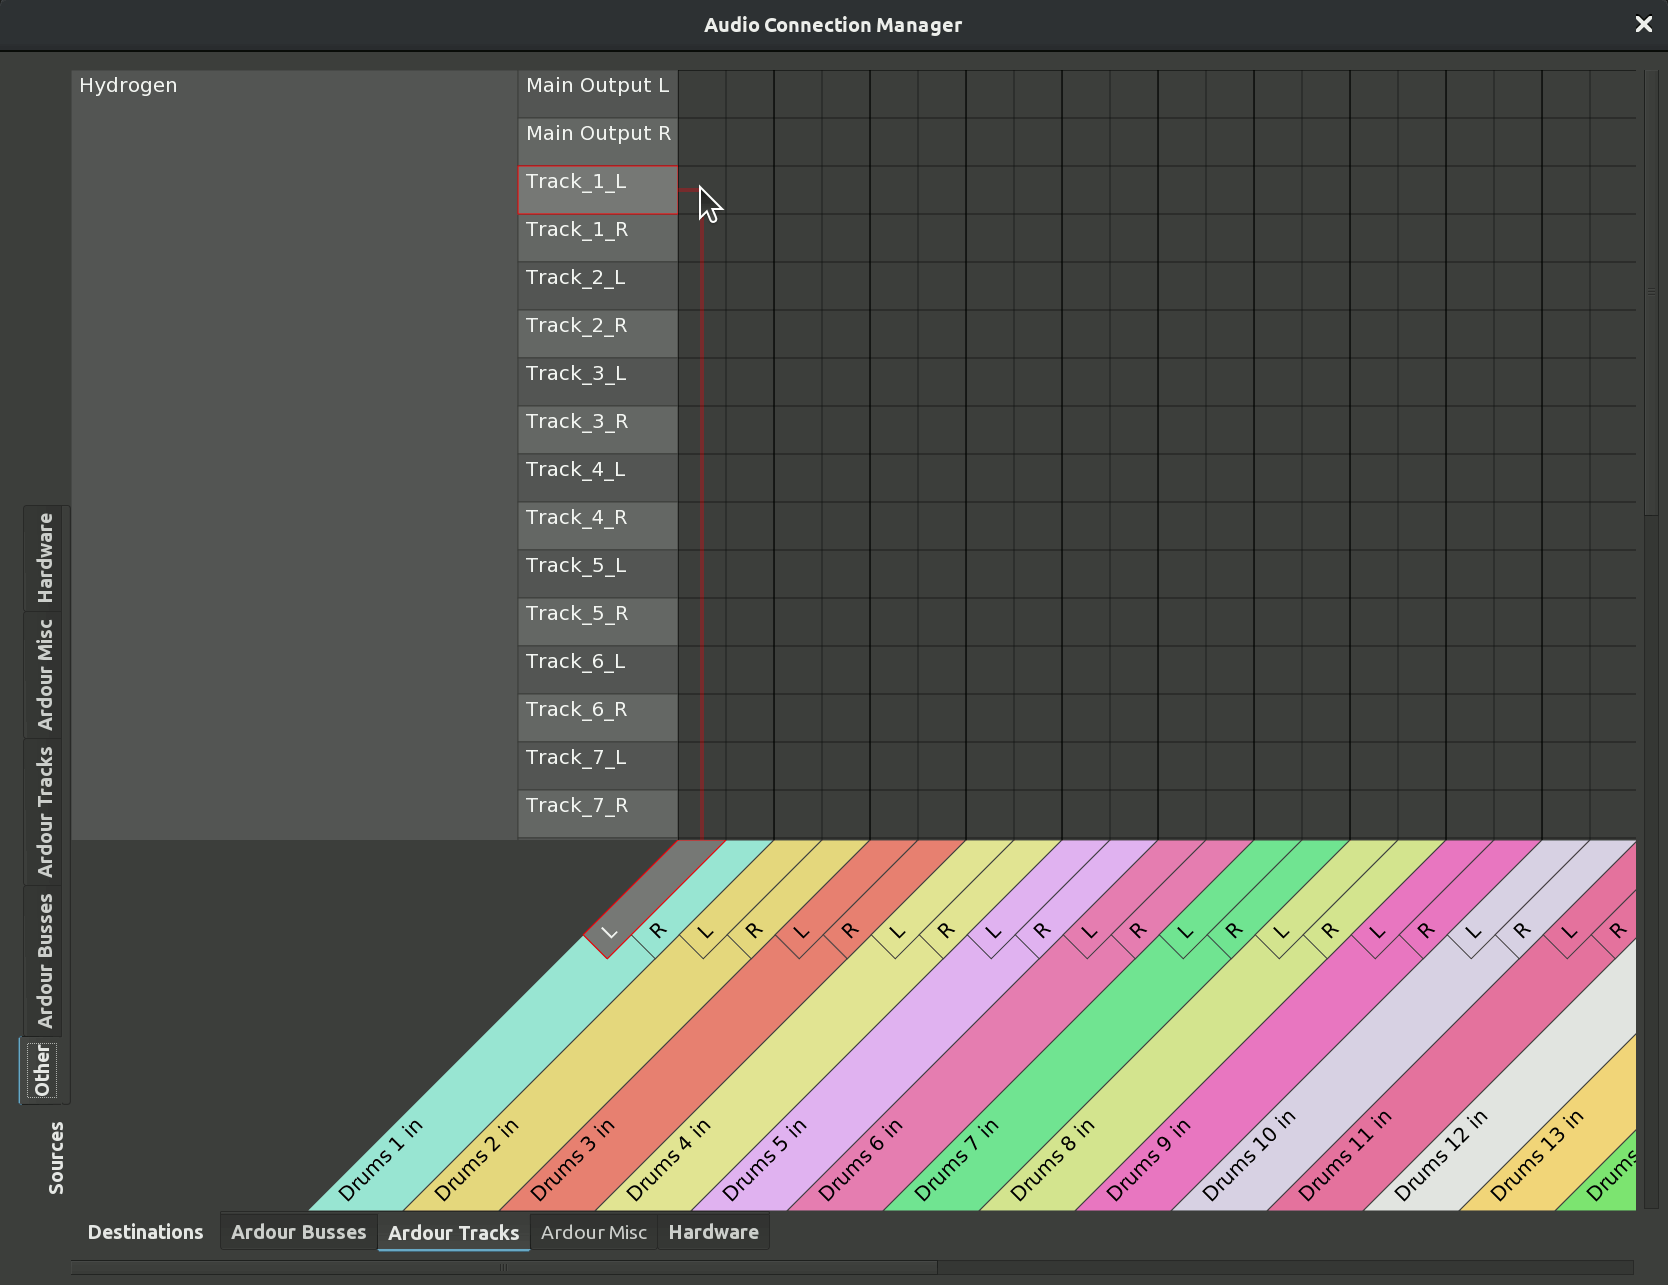 Audio Connection Manager
Hydrogen
Main Output L
Main Output R
Track_1_L
Track_1_R
Track_2_L
Track_2_R
Track_3_L
Track_3_R
Track_4_L
Track_4_R
Track_5_L
Track_5_R
Track_6_L
Track_6_R
Track_7_L
Track_7_R
Hardware
Ardour Misc
Ardour Tracks
Ardour Busses
Other
Sources
L R L R L R L R L R L R L R L R L R L R L R
Drums 1 in
Drums 2 in
Drums 3 in
Drums 4 in
Drums 5 in
Drums 6 in
Drums 7 in
Drums 8 in
Drums 9 in
Drums 10 in
Drums 11 in
Drums 12 in
Drums 13 in
Drums
Destinations Ardour Busses Ardour Tracks Ardour Misc Hardware